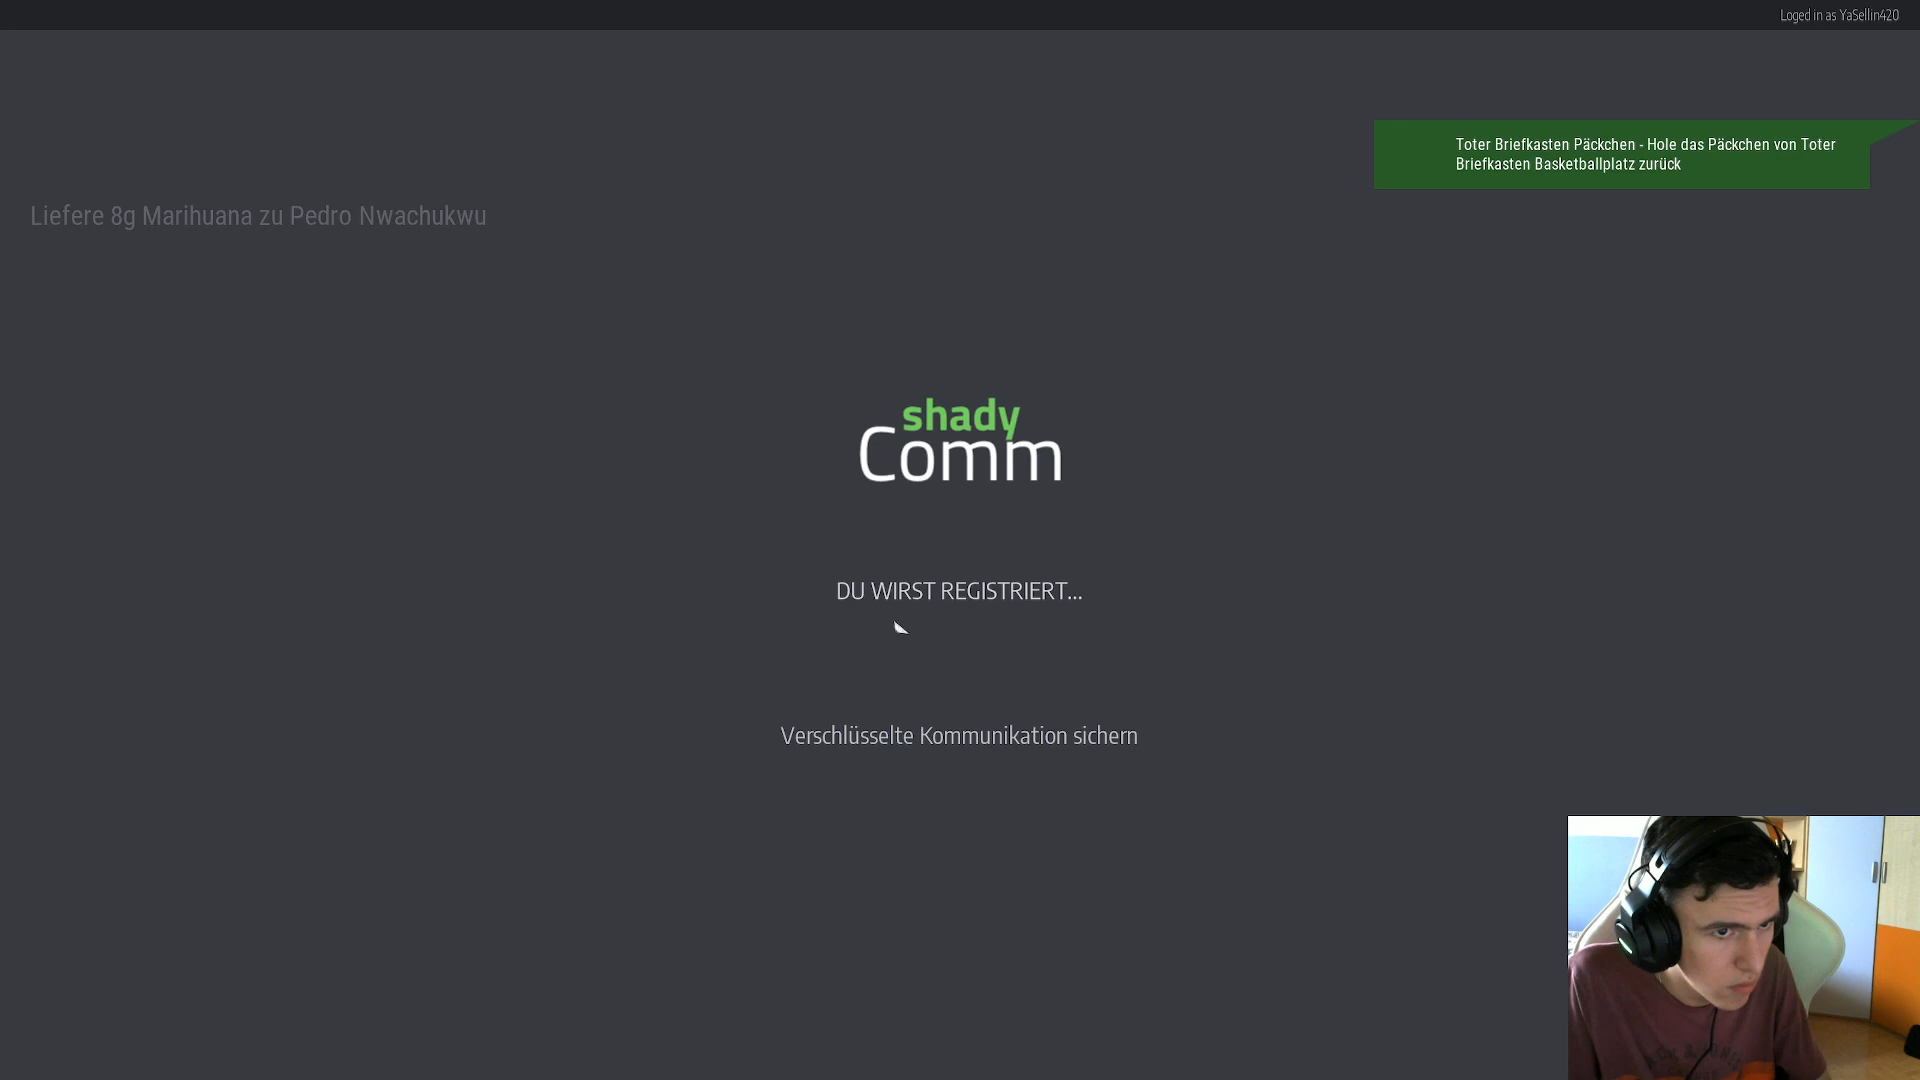 Loged in as YaSellin420
Toter Briefkasten Päckchen - Hole das Päckchen von Toter
Briefkasten Basketballplatz zurück
Liefere 8g Marihuana zu Pedro Nwachukwu
shady
Comm
DU WIRST REGISTRIERT...
Verschlüsselte Kommunikation sichern